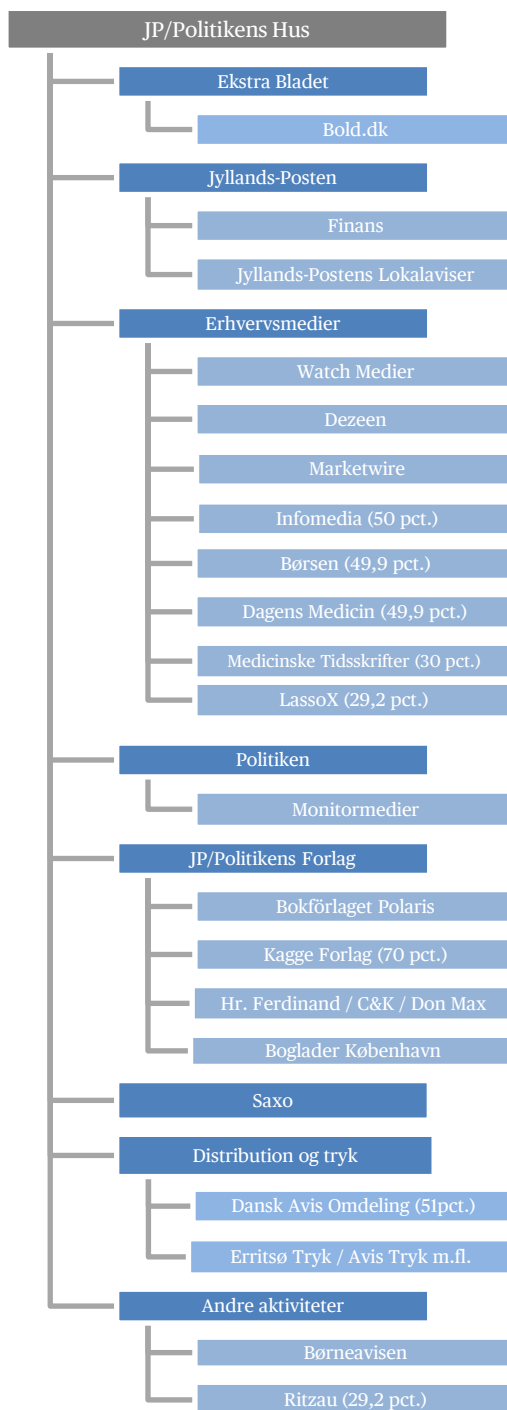 JP/Politikens Hus
Ekstra Bladet
Bold.dk
Jyllands-Posten
Finans
Jyllands-Postens Lokalaviser
Erhvervsmedier
Watch Medier
Dezeen
Marketwire
Infomedia (50 pct.)
Børsen (49,9 pct.)
Dagens Medicin (49,9 pct.)
Medicinske Tidsskrifter (30 pct.)
LassoX (29,2 pct.)
Politiken
Monitormedier
JP/Politikens Forlag
Bokförlaget Polaris
Kagge Forlag (70 pct.)
Hr. Ferdinand / C&K / Don Max
Boglader København
Saxo
Distribution og tryk
Dansk Avis Omdeling (51pct.)
Erritsø Tryk / Avis Tryk m.fl.
Andre aktiviteter
Børneavisen
Ritzau (29,2 pct.)